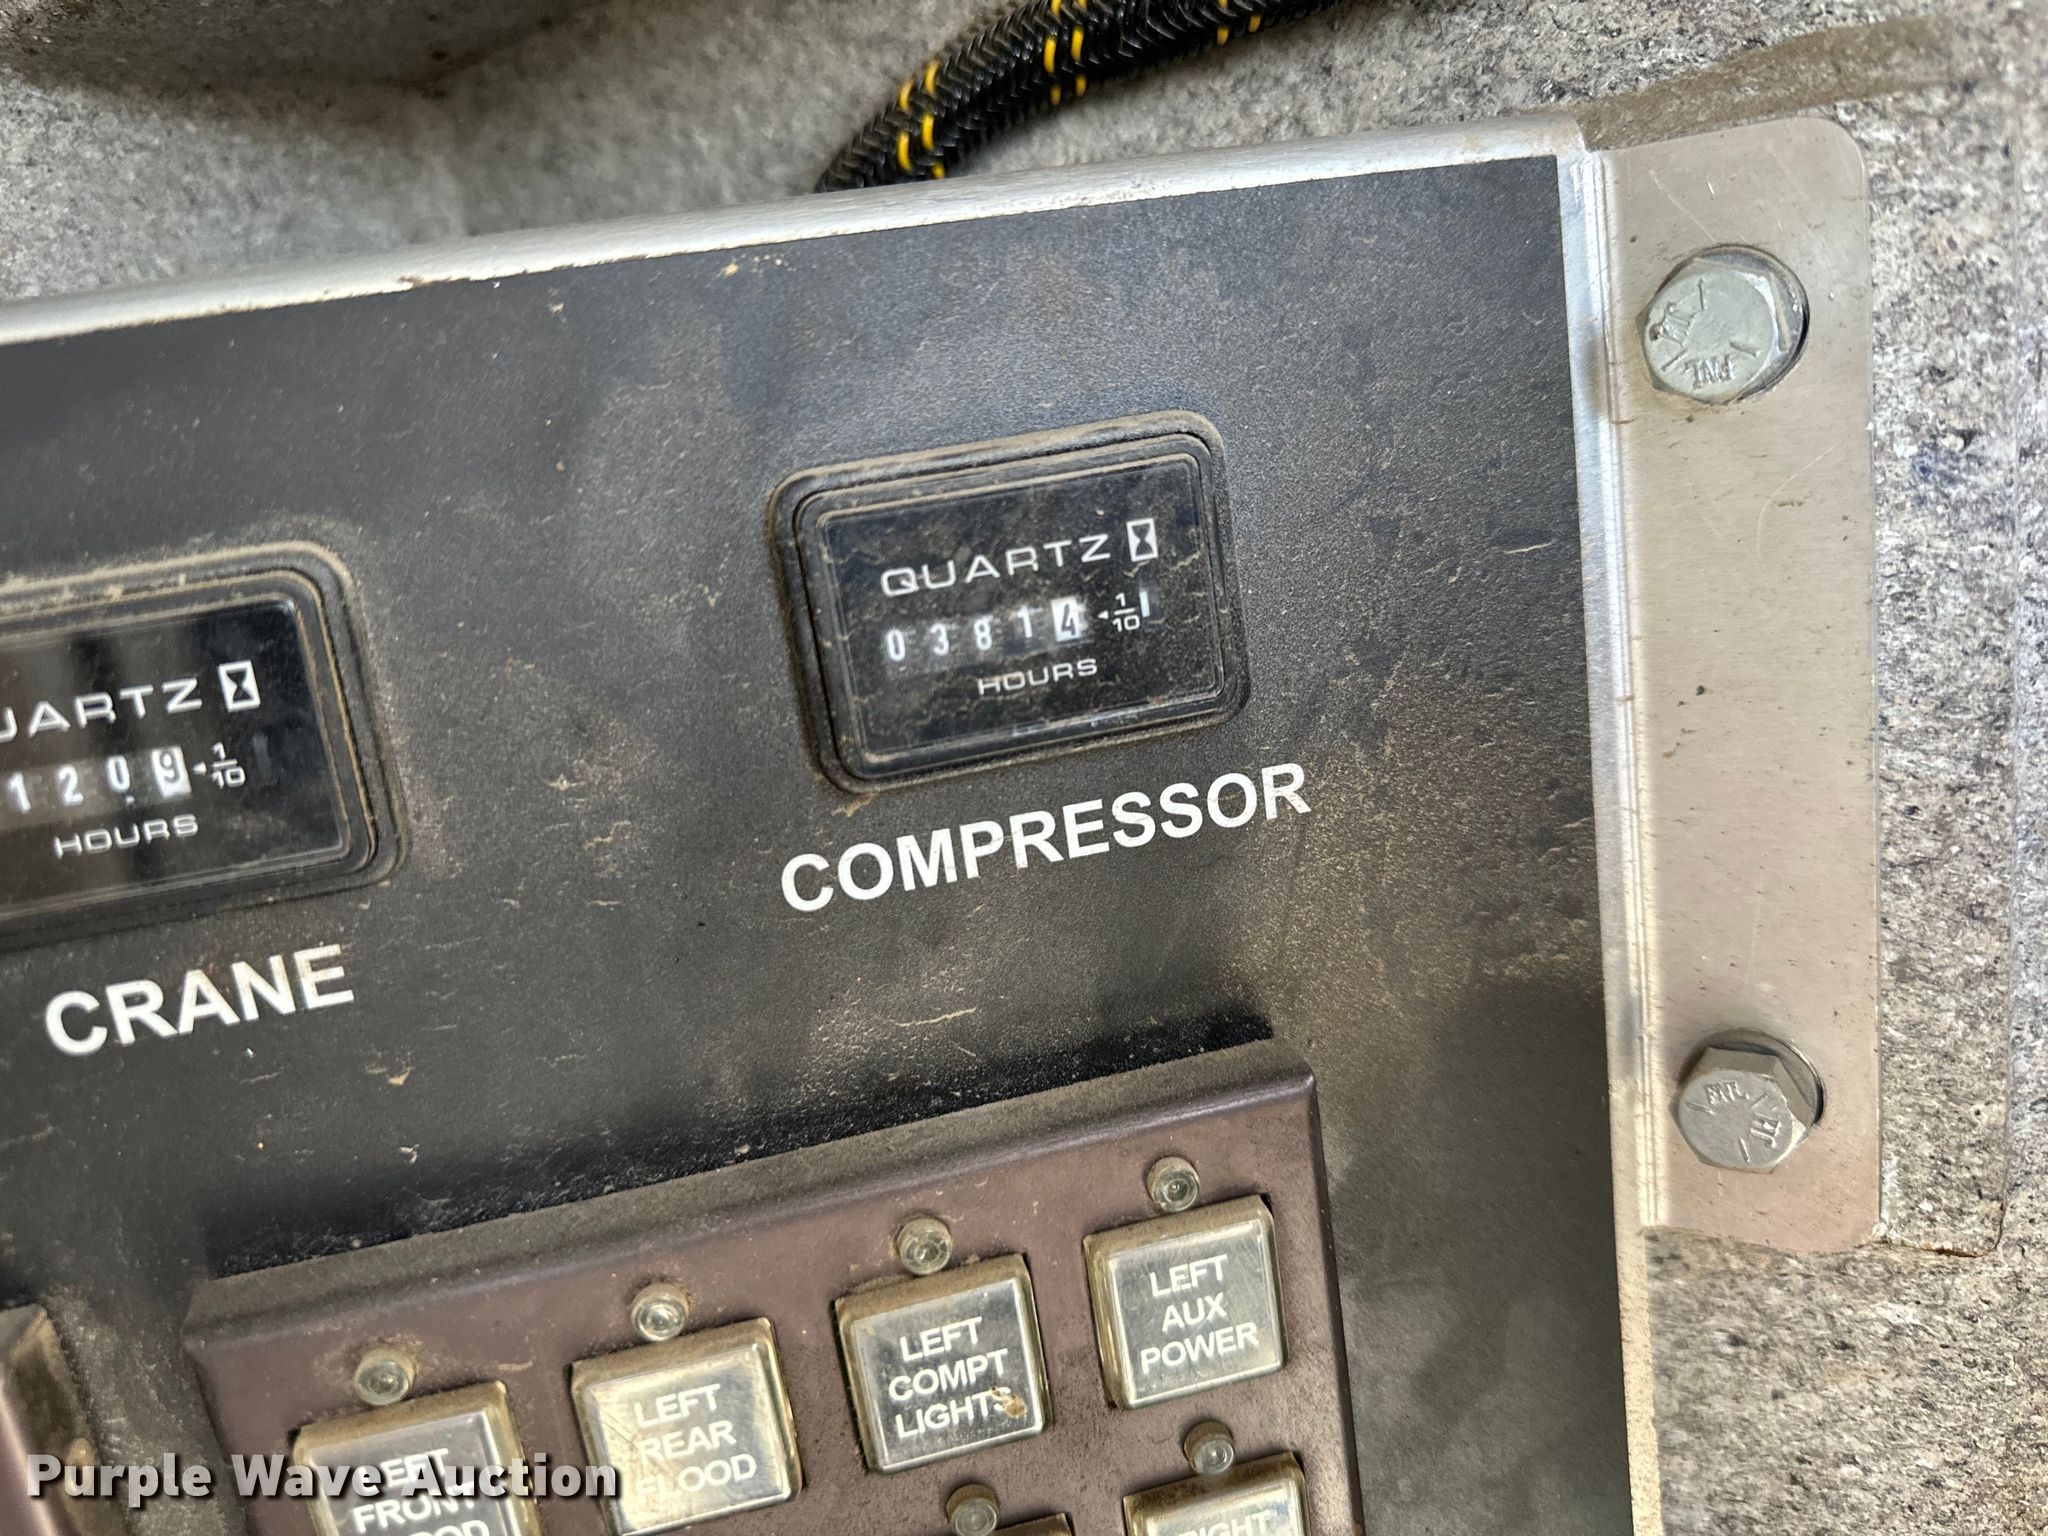 QUARTZ
03814 1/10
HOURS
COMPRESSOR
UARTZ
1209 1/10
HOURS
CRANE
LEFT
AUX
POWER
LEFT
COMPT
LIGHTS
LEFT
REAR
FLOOD
LEFT
FRONT
RIGHT
Purple Wave Auction